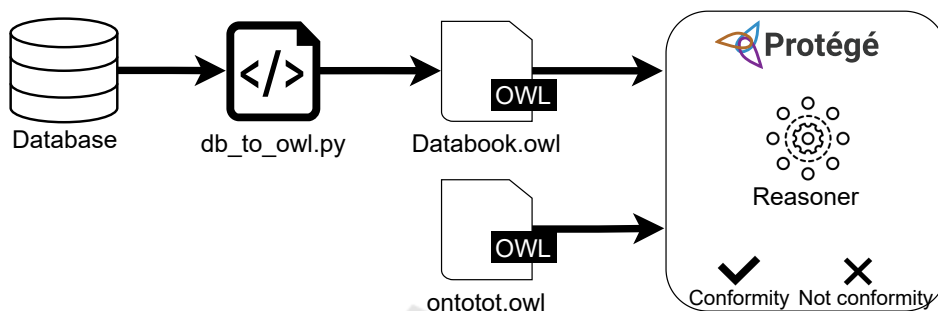 Protégé
</>
OWL
Database
db_to_owl.py
Databook.owl
Reasoner
OWL
ontotot.owl
Conformity
Not conformity